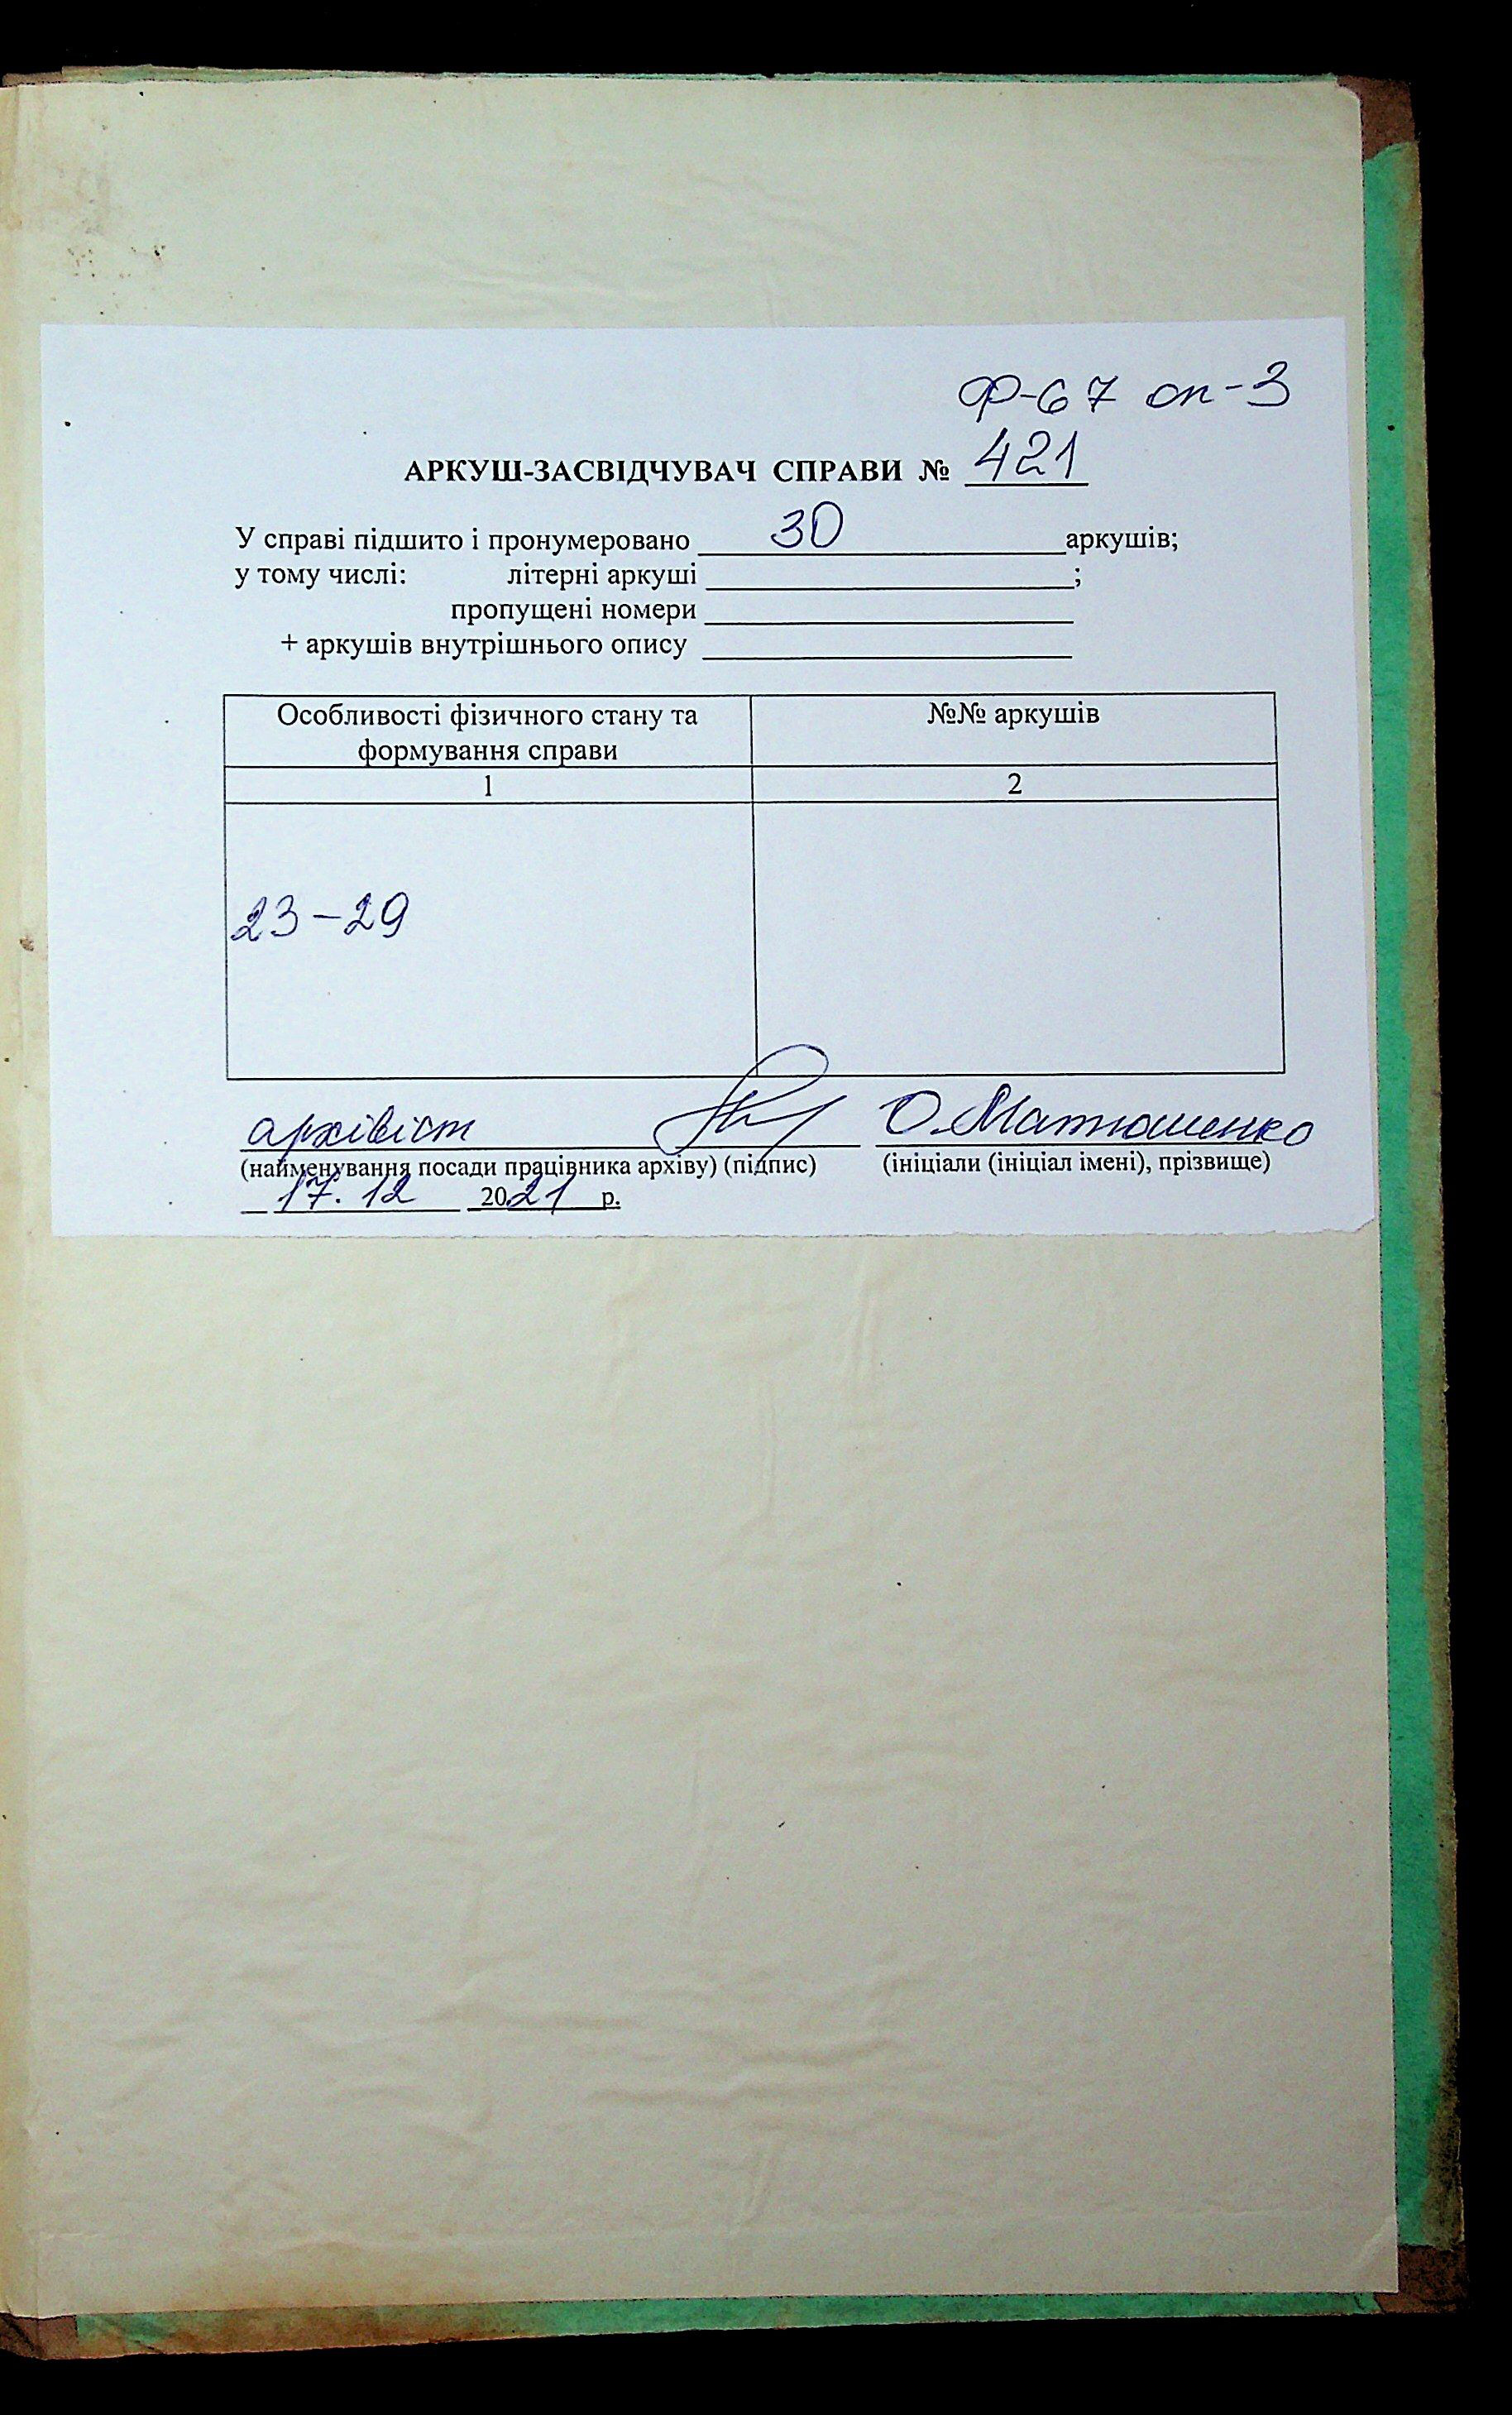 Ф-67 оп-3
АРКУШ-ЗАСВІДЧУВАЧ СПРАВИ № 421
У справі підшито і пронумеровано 30 аркушів;
у тому числі: літерні аркуші ;
пропущені номери
+ аркушів внутрішнього опису
Особливості фізичного стану та формування справи №№ аркушів
1 2
23-29
архівіст О.Матюшенко
(найменування посади працівника архіву) (підпис) (ініціали (ініціал імені), прізвище)
17.12 2021 р.